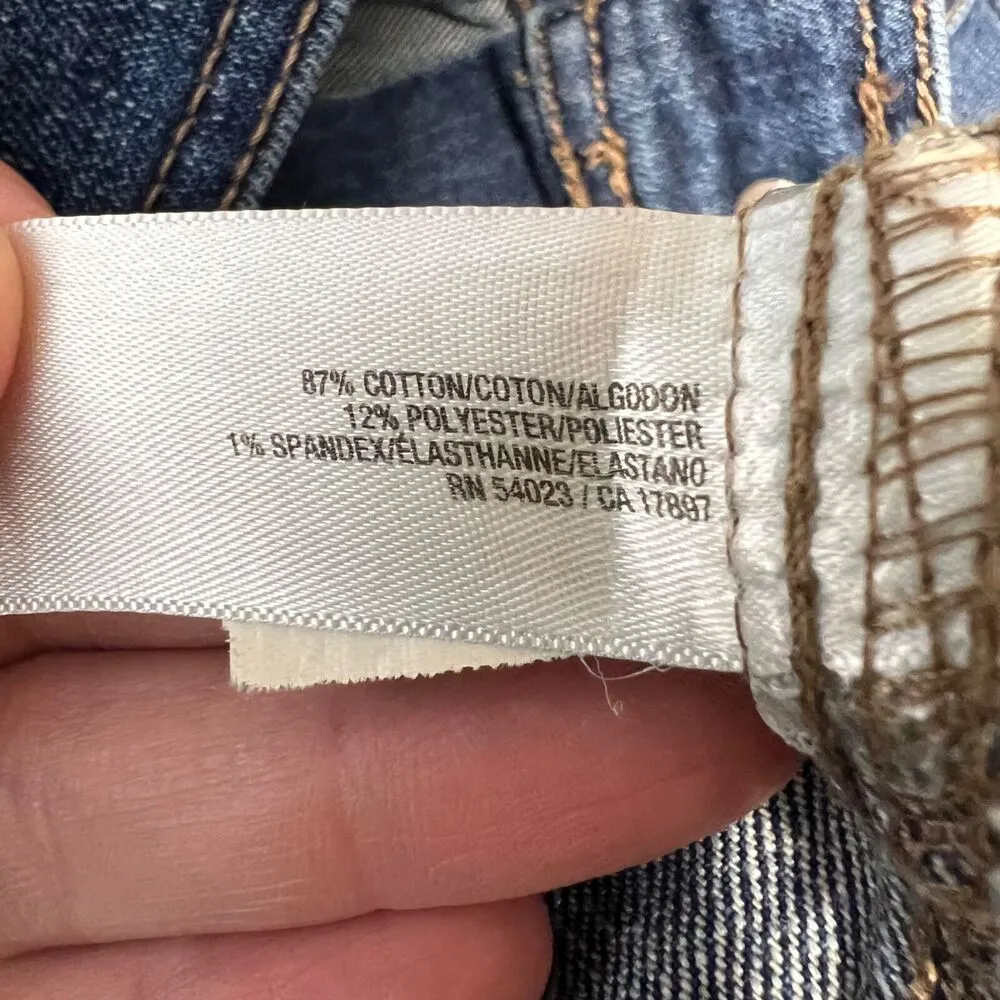 87% COTTON/COTON/ALGODON
12% POLYESTER/POLIESTER
1% SPANDEX/ÉLASTHANNE/ELASTANO
RN 54023 / CA 17897